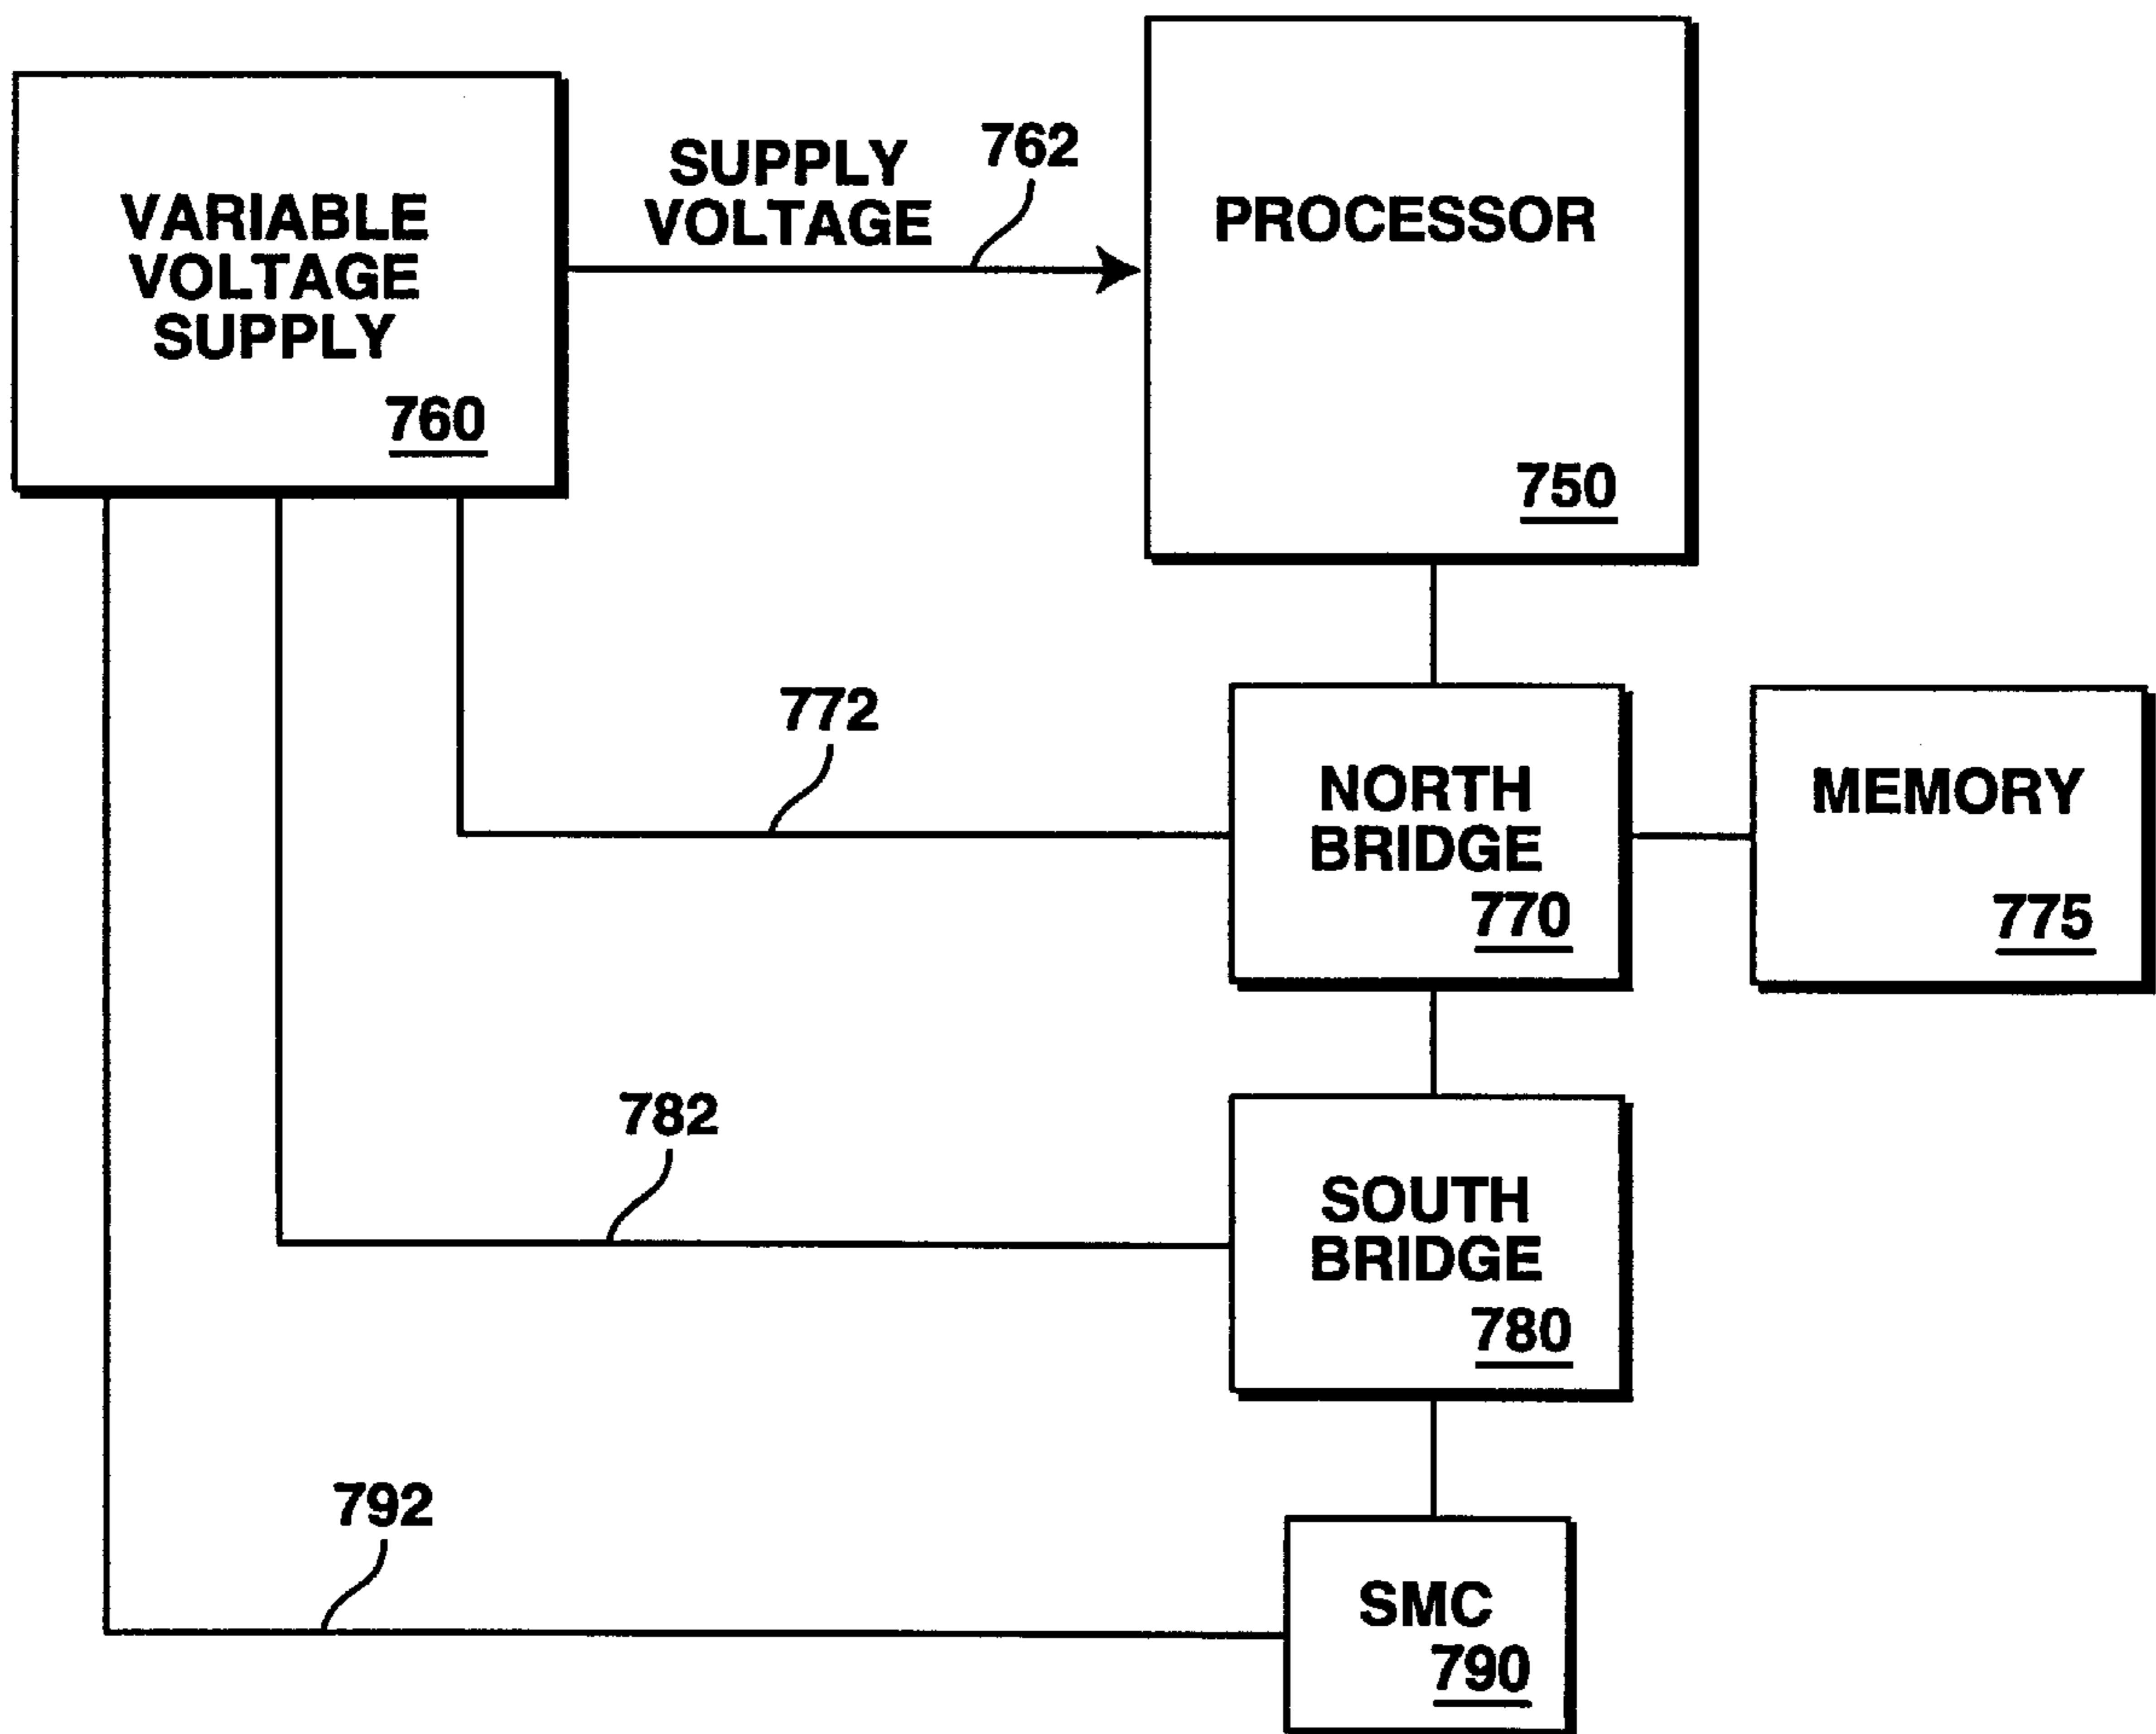 VARIABLE
VOLTAGE
SUPPLY
760
SUPPLY
VOLTAGE
762
PROCESSOR
750
772
NORTH
BRIDGE
770
MEMORY
775
782
SOUTH
BRIDGE
780
792
SMC
790